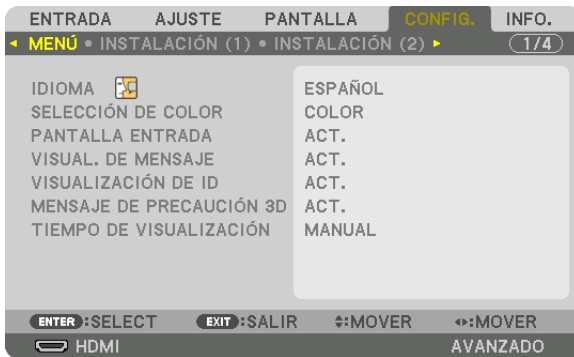 ENTRADA AJUSTE PANTALLA CONFIG. INFO.
MENÚ • INSTALACIÓN (1) • INSTALACIÓN (2) 1/4
IDIOMA ESPAÑOL
SELECCIÓN DE COLOR COLOR
PANTALLA ENTRADA ACT.
VISUAL. DE MENSAJE ACT.
VISUALIZACIÓN DE ID ACT.
MENSAJE DE PRECAUCIÓN 3D ACT.
TIEMPO DE VISUALIZACIÓN MANUAL
ENTER :SELECT EXIT :SALIR :MOVER :MOVER
HDMI AVANZADO